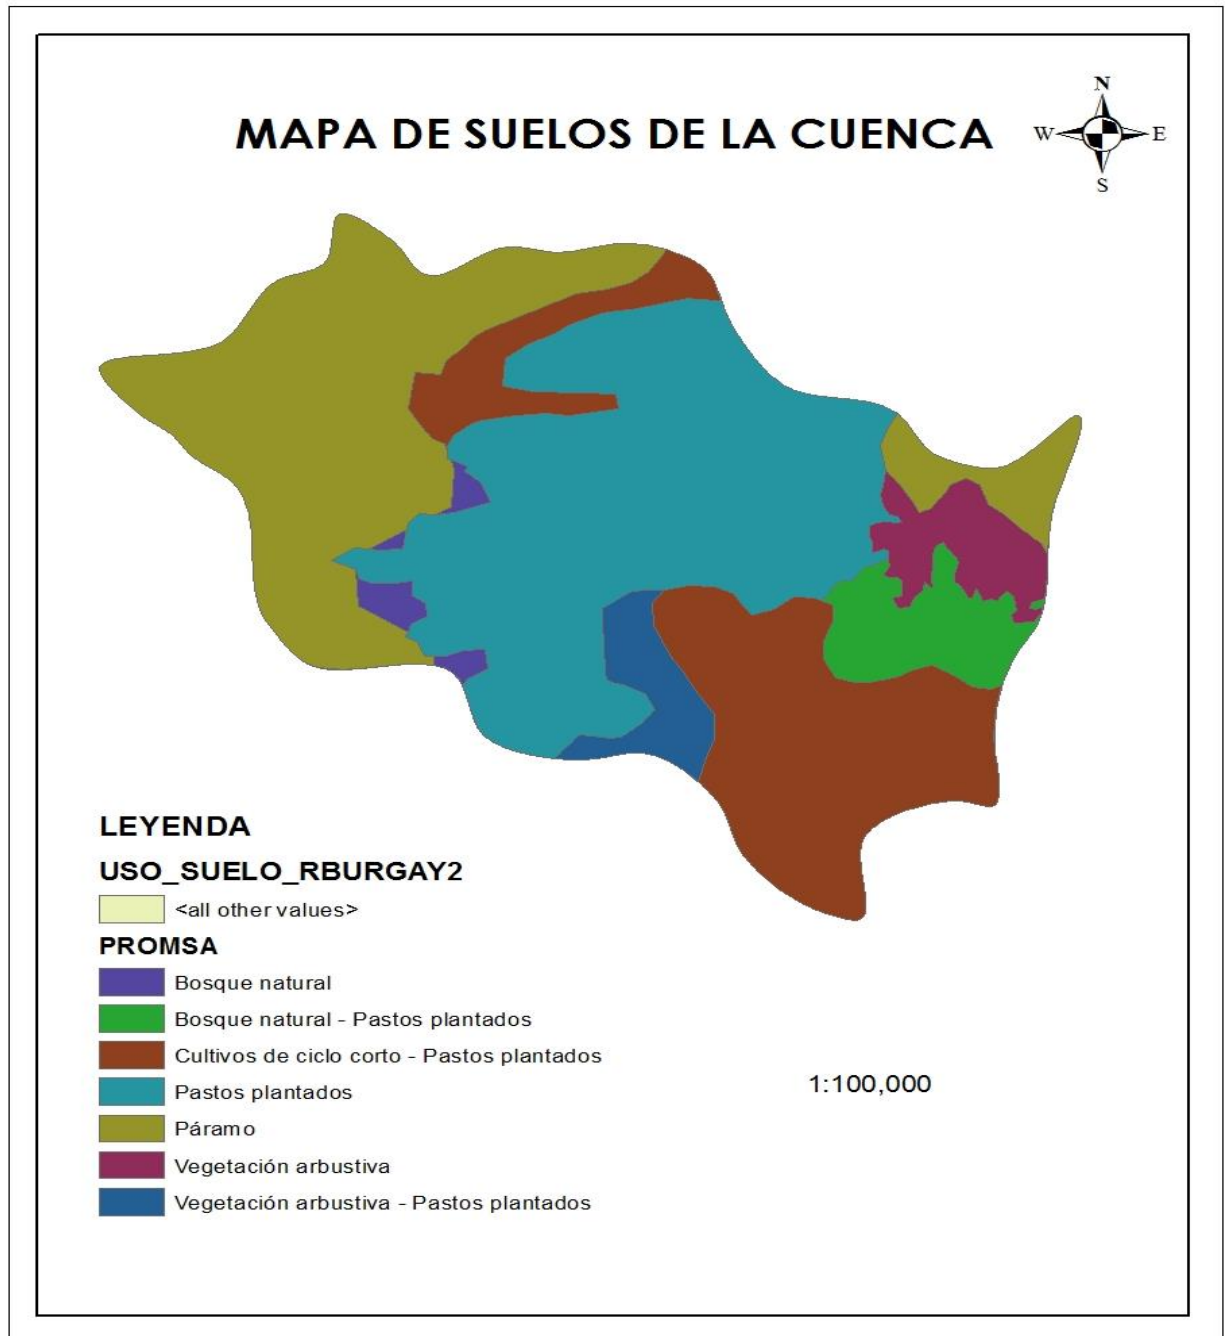 MAPA DE SUELOS DE LA CUENCA
N
W
E
S
LEYENDA
USO_SUELO_RBURGAY2
<all other values>
PROMSA
Bosque natural
Bosque natural - Pastos plantados
Cultivos de ciclo corto - Pastos plantados
Pastos plantados
Páramo
Vegetación arbustiva
Vegetación arbustiva - Pastos plantados
1:100,000